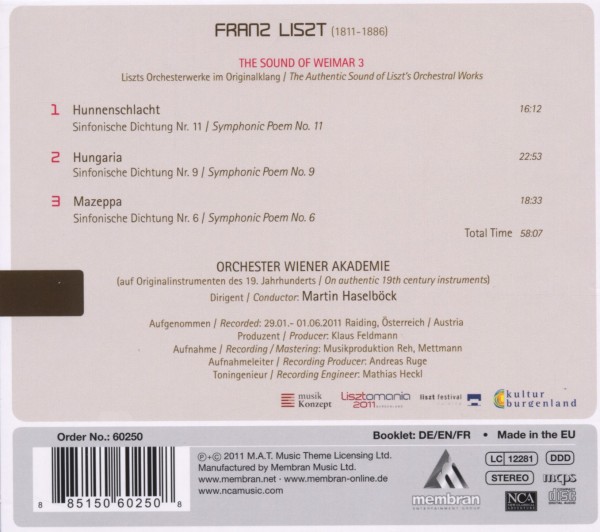 FRANZ LISZT (1811-1886)
THE SOUND OF WEIMAR 3
Liszts Orchesterwerke im Originalklang / The Authentic Sound of Liszt's Orchestral Works
1 Hunnenschlacht 16:12
Sinfonische Dichtung Nr. 11 / Symphonic Poem No. 11
2 Hungaria 22:53
Sinfonische Dichtung Nr. 9 / Symphonic Poem No. 9
3 Mazeppa 18:33
Sinfonische Dichtung Nr. 6 / Symphonic Poem No. 6
Total Time 58:07
ORCHESTER WIENER AKADEMIE
(auf Originalinstrumenten des 19. Jahrhunderts / On authentic 19th century instruments)
Dirigent / Conductor: Martin Haselböck
Aufgenommen / Recorded: 29.01.- 01.06.2011 Raiding, Österreich / Austria
Produzent / Producer: Klaus Feldmann
Aufnahme / Recording / Mastering: Musikproduktion Reh, Mettmann
Aufnahmeleiter / Recording Producer: Andreas Ruge
Toningenieur / Recording Engineer: Mathias Heckl
musik Konzept
Lisztomania 2011
liszt festival
kultur burgenland
Order No.: 60250 Booklet: DE/EN/FR • Made in the EU
℗+© 2011 M.A.T. Music Theme Licensing Ltd.
Manufactured by Membran Music Ltd.
www.membran.net · www-membran-online.de
www.ncamusic.com
8 85150 60250 8
membran
ENTERTAINMENT GROUP
LC 12281 DDD
STEREO mcps
NCA
COMPACT disc DIGITAL AUDIO